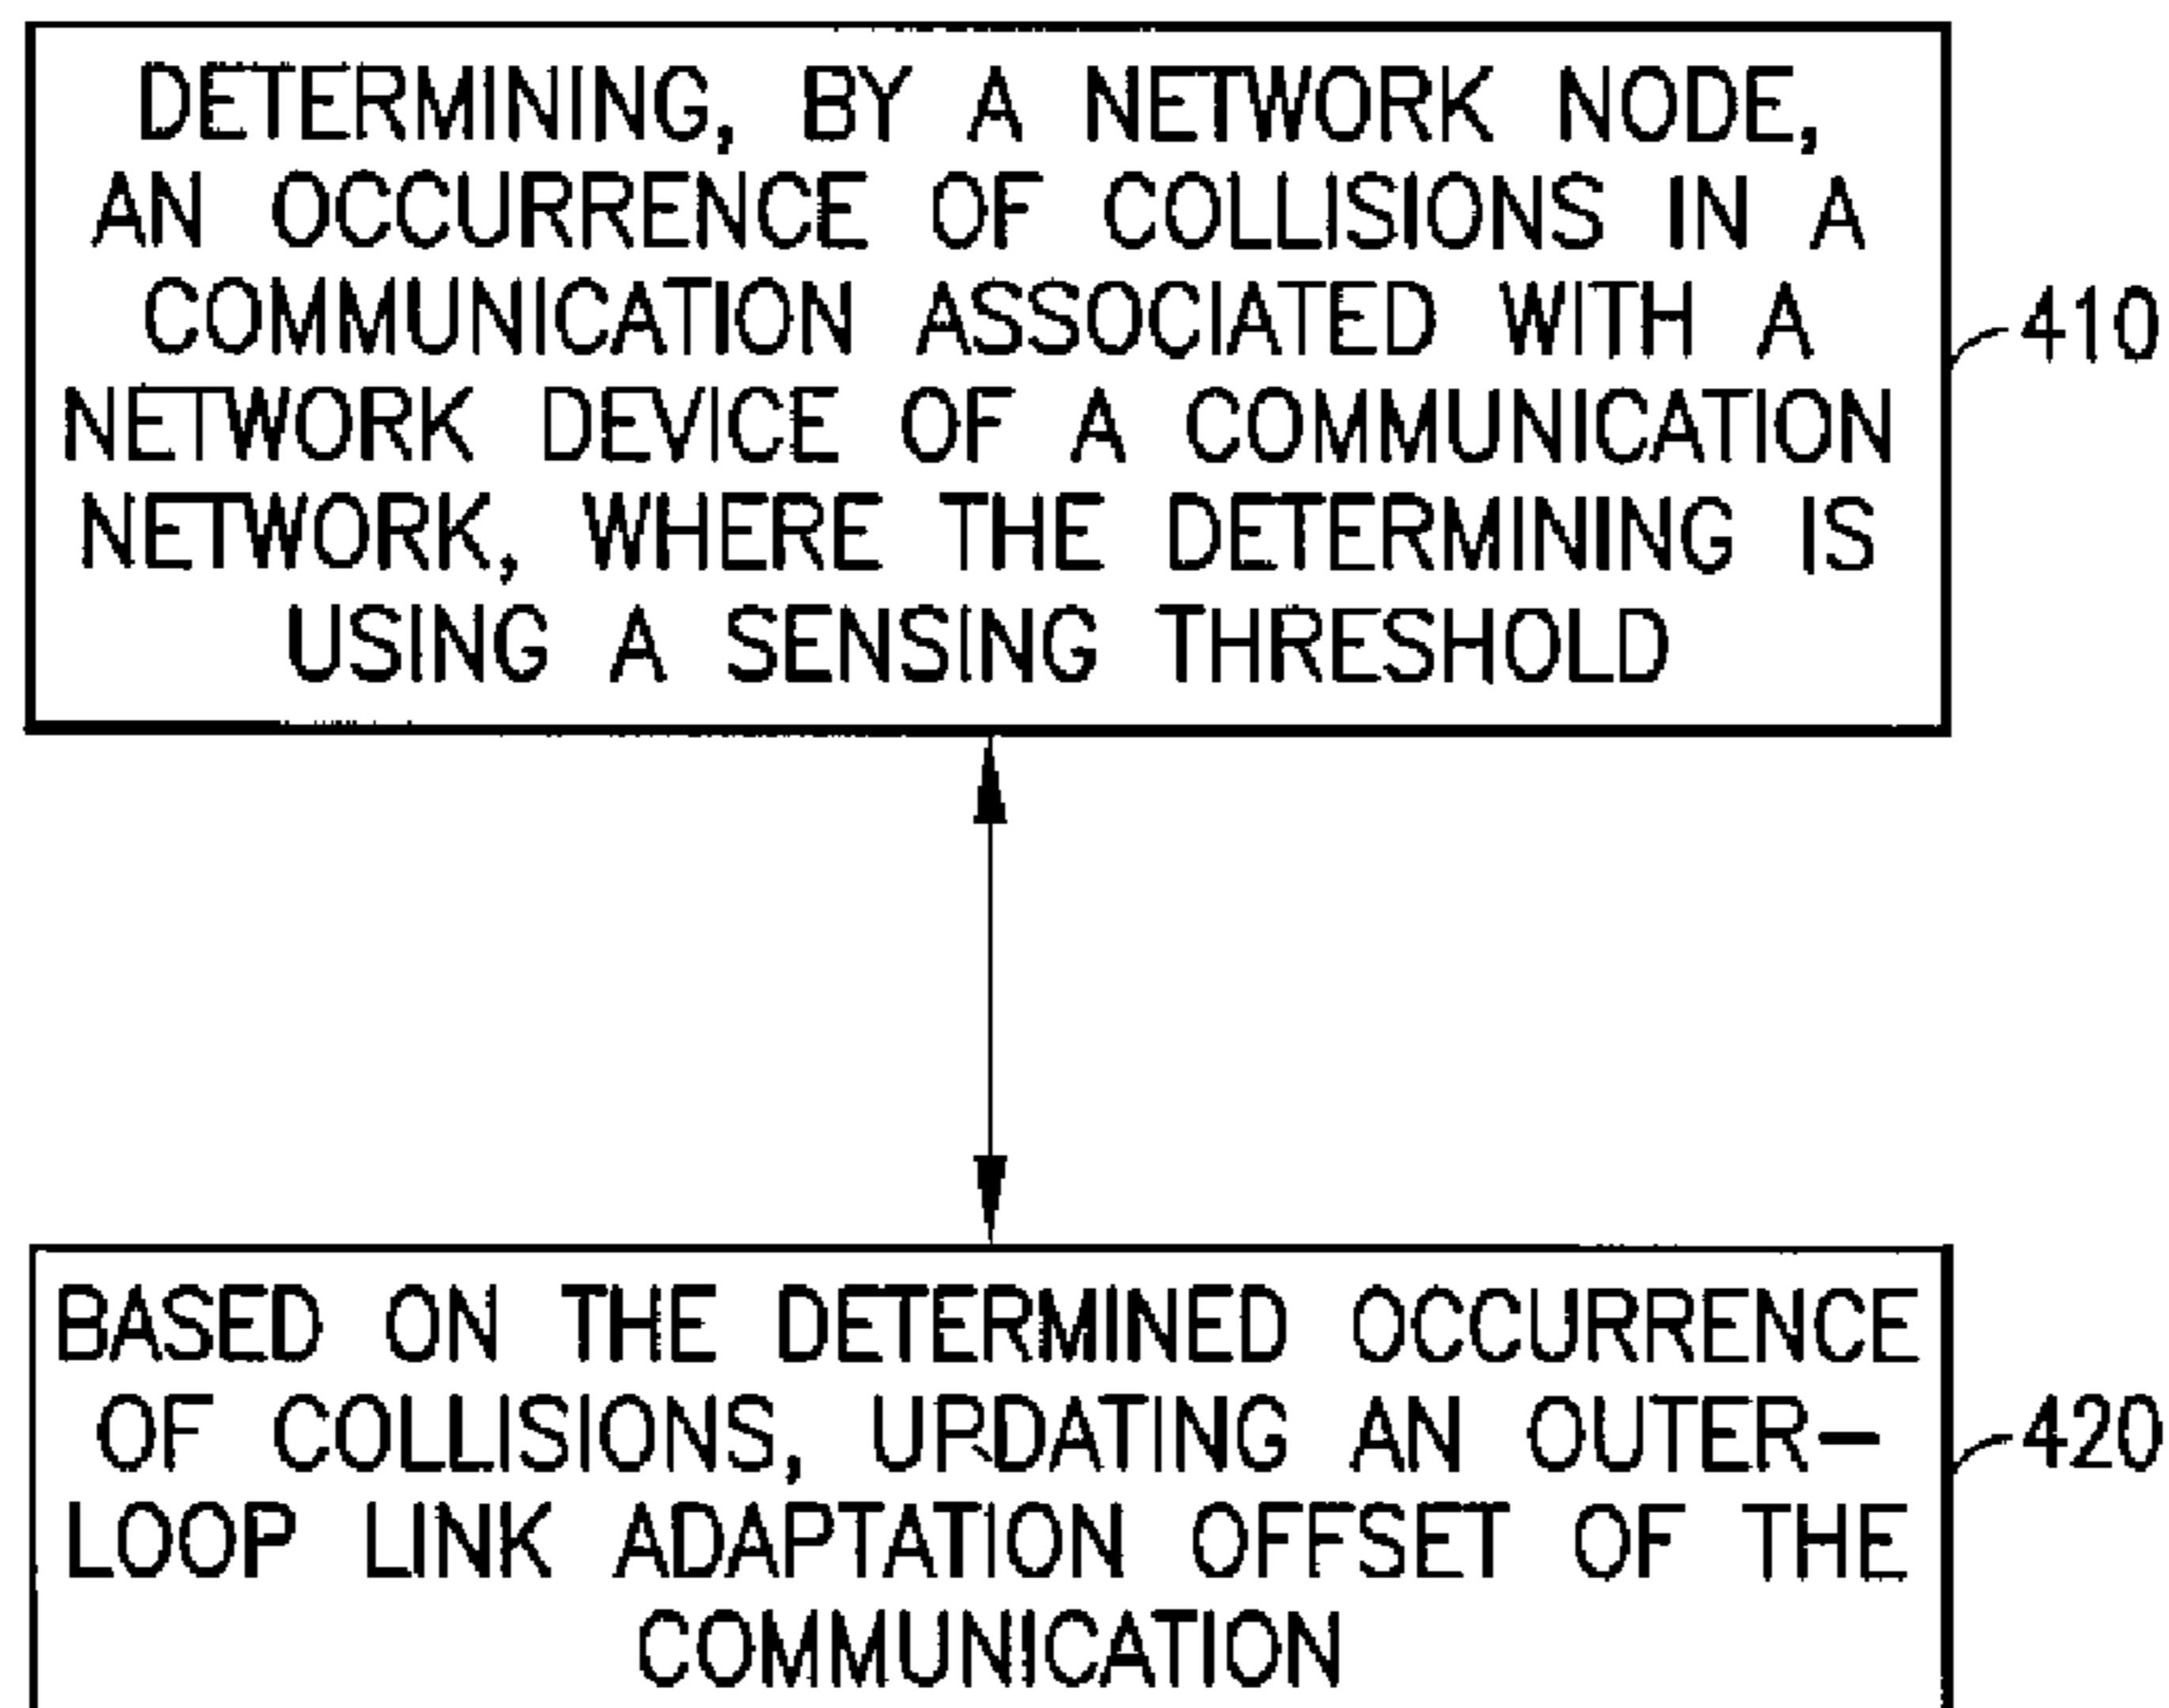 DETERMINING, BY A NETWORK NODE,
AN OCCURRENCE OF COLLISIONS IN A
COMMUNICATION ASSOCIATED WITH A
NETWORK DEVICE OF A COMMUNICATION
NETWORK, WHERE THE DETERMINING IS
USING A SENSING THRESHOLD
410
BASED ON THE DETERMINED OCCURRENCE
OF COLLISIONS, UPDATING AN OUTER-
LOOP LINK ADAPTATION OFFSET OF THE
COMMUNICATION
420